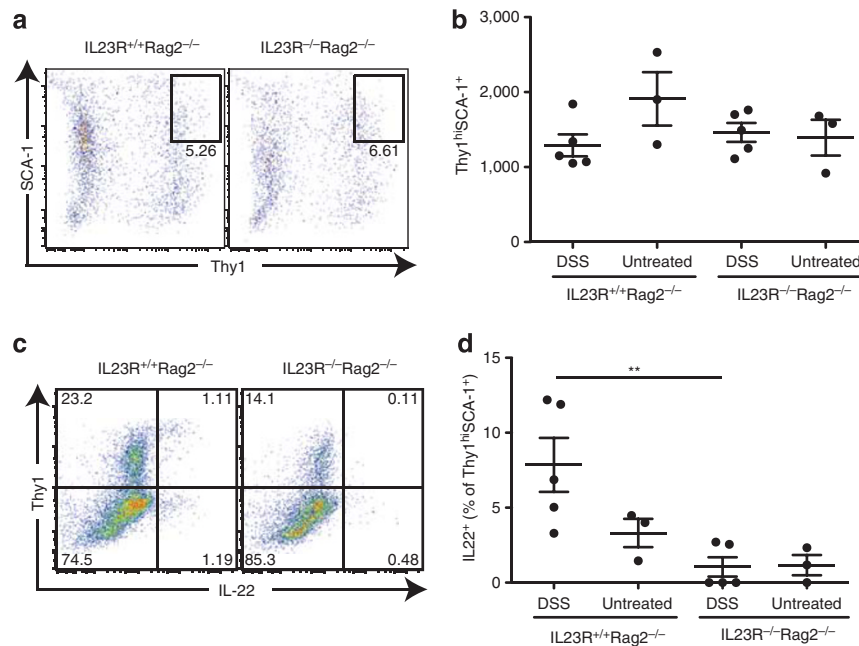 a
IL23R+/+Rag2–/–
IL23R–/–Rag2–/–
SCA-1
5.26
6.61
Thy1
b
Thy1hiSCA-1+
3,000
2,000
1,000
0
DSS
Untreated
DSS
Untreated
IL23R+/+Rag2–/–
IL23R–/–Rag2–/–
c
IL23R+/+Rag2–/–
IL23R–/–Rag2–/–
Thy1
23.2
1.11
14.1
0.11
74.5
1.19
85.3
0.48
IL-22
d
IL22+ (% of Thy1hiSCA-1+)
15
10
5
0
**
DSS
Untreated
DSS
Untreated
IL23R+/+Rag2–/–
IL23R–/–Rag2–/–